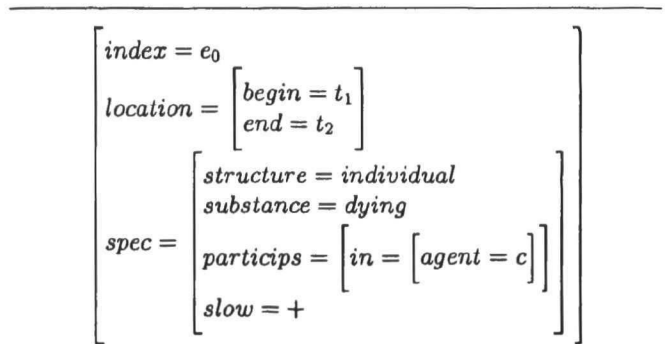 index = e₀
location = [begin = t₁
end = t₂]
spec = [structure = individual
substance = dying
particips = [in = [agent = c]]
slow = +]